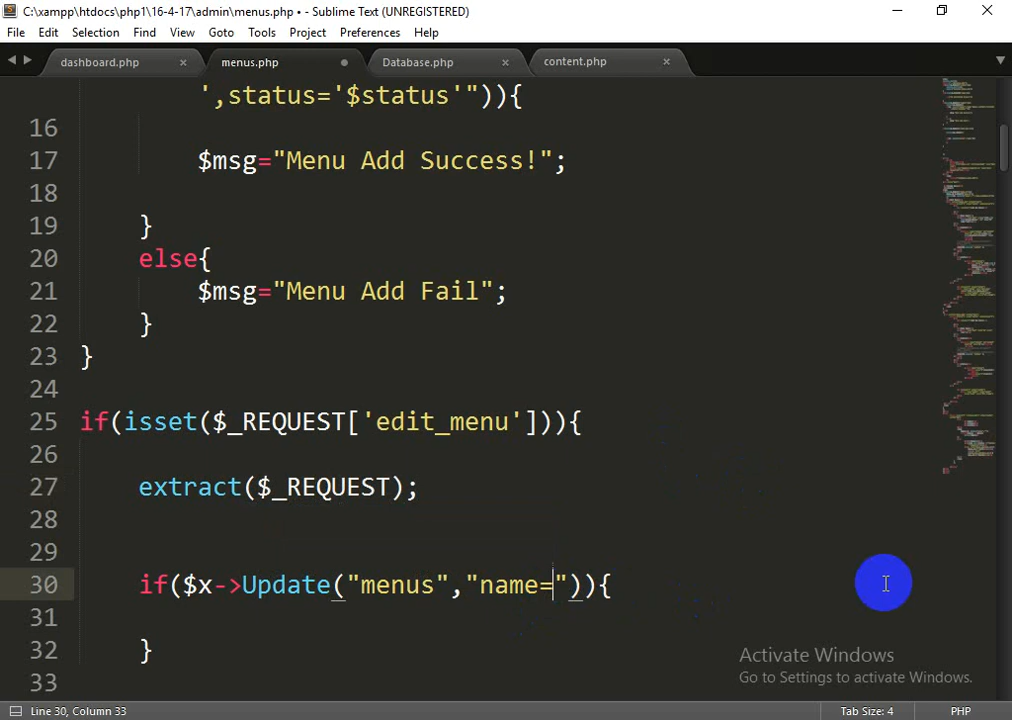 C:\xampp\htdocs\php1\16-4-17\admin\menus.php • - Sublime Text (UNREGISTERED)
File Edit Selection Find View Goto Tools Project Preferences Help
dashboard.php × menus.php Database.php × content.php ×
',status='$status'")){
16
17 $msg="Menu Add Success!";
18
19 }
20 else{
21 $msg="Menu Add Fail";
22 }
23 }
24
25 if(isset($_REQUEST['edit_menu'])){
26
27 extract($_REQUEST);
28
29
30 if($x->Update("menus","name=")){
31
32 }
33
Activate Windows
Go to Settings to activate Windows.
Line 30, Column 33 Tab Size: 4 PHP